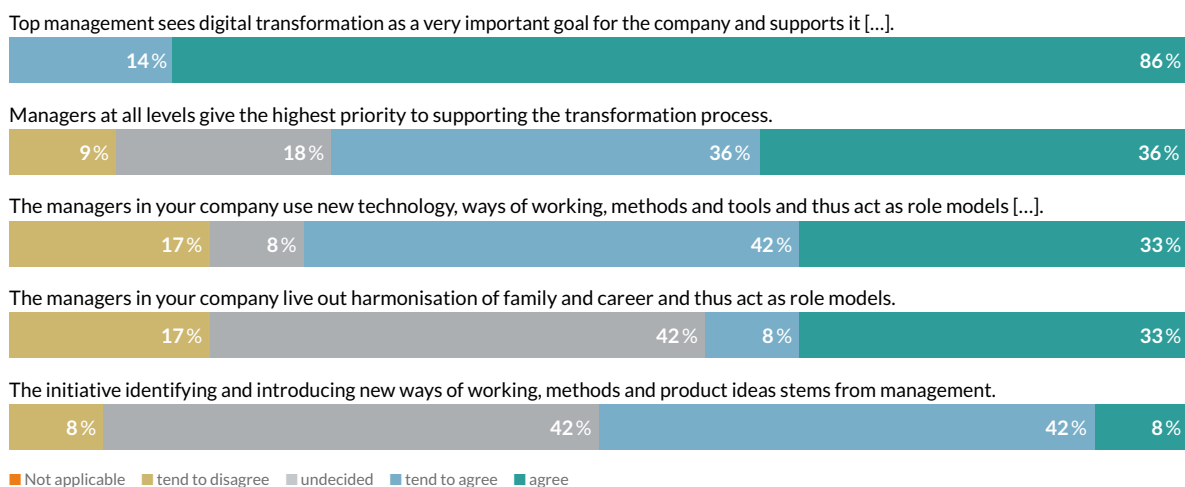 Top management sees digital transformation as a very important goal for the company and supports it [...].
14% 86%
Managers at all levels give the highest priority to supporting the transformation process.
9% 18% 36% 36%
The managers in your company use new technology, ways of working, methods and tools and thus act as role models [...].
17% 8% 42% 33%
The managers in your company live out harmonisation of family and career and thus act as role models.
17% 42% 8% 33%
The initiative identifying and introducing new ways of working, methods and product ideas stems from management.
8% 42% 42% 8%
Not applicable tend to disagree undecided tend to agree agree